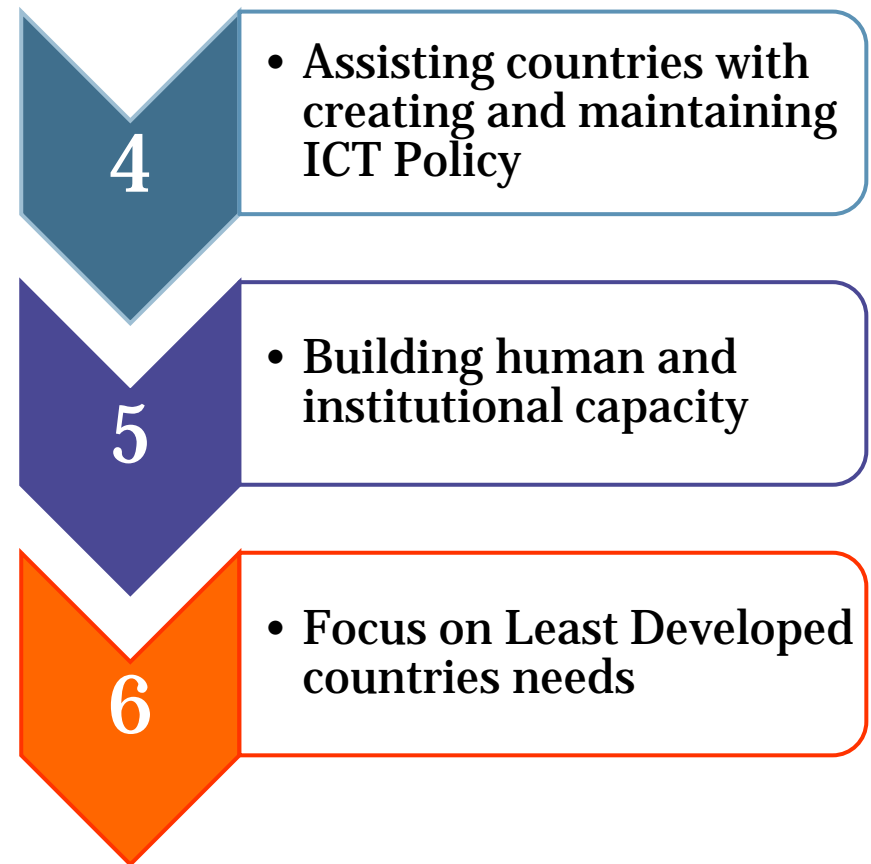 4
• Assisting countries with
creating and maintaining
ICT Policy
5
• Building human and
institutional capacity
6
• Focus on Least Developed
countries needs